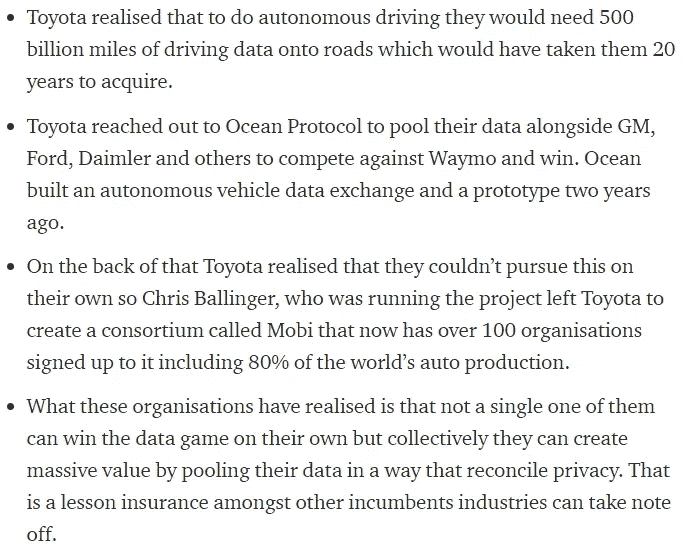 • Toyota realised that to do autonomous driving they would need 500
billion miles of driving data onto roads which would have taken them 20
years to acquire.
• Toyota reached out to Ocean Protocol to pool their data alongside GM,
Ford, Daimler and others to compete against Waymo and win. Ocean
built an autonomous vehicle data exchange and a prototype two years
ago.
• On the back of that Toyota realised that they couldn’t pursue this on
their own so Chris Ballinger, who was running the project left Toyota to
create a consortium called Mobi that now has over 100 organisations
signed up to it including 80% of the world’s auto production.
• What these organisations have realised is that not a single one of them
can win the data game on their own but collectively they can create
massive value by pooling their data in a way that reconcile privacy. That
is a lesson insurance amongst other incumbents industries can take note
off.